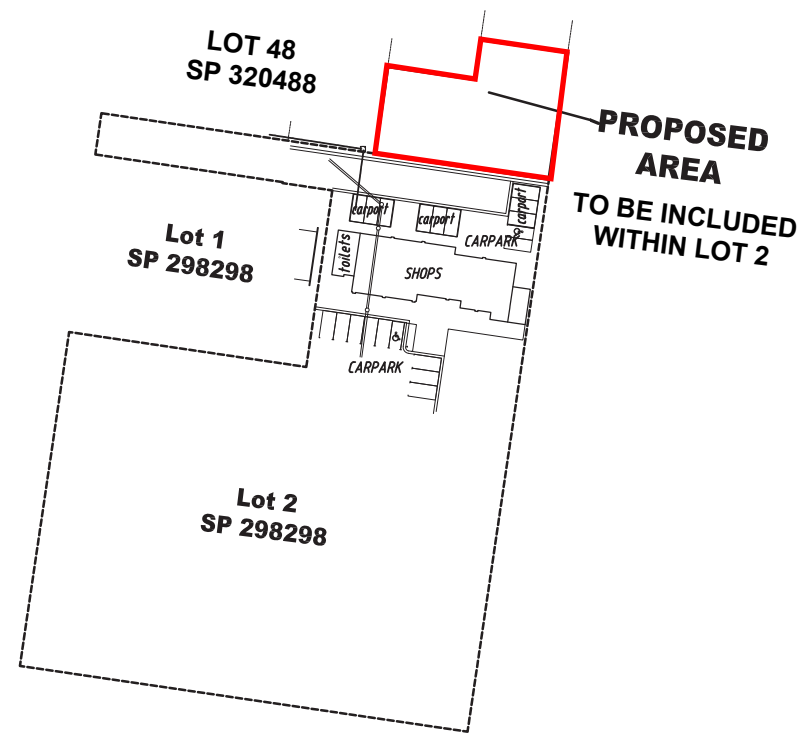 LOT 48
SP 320488
PROPOSED
AREA
TO BE INCLUDED
WITHIN LOT 2
carport
carport
carport
CARPARK
Lot 1
SP 298298
toilets
SHOPS
CARPARK
Lot 2
SP 298298